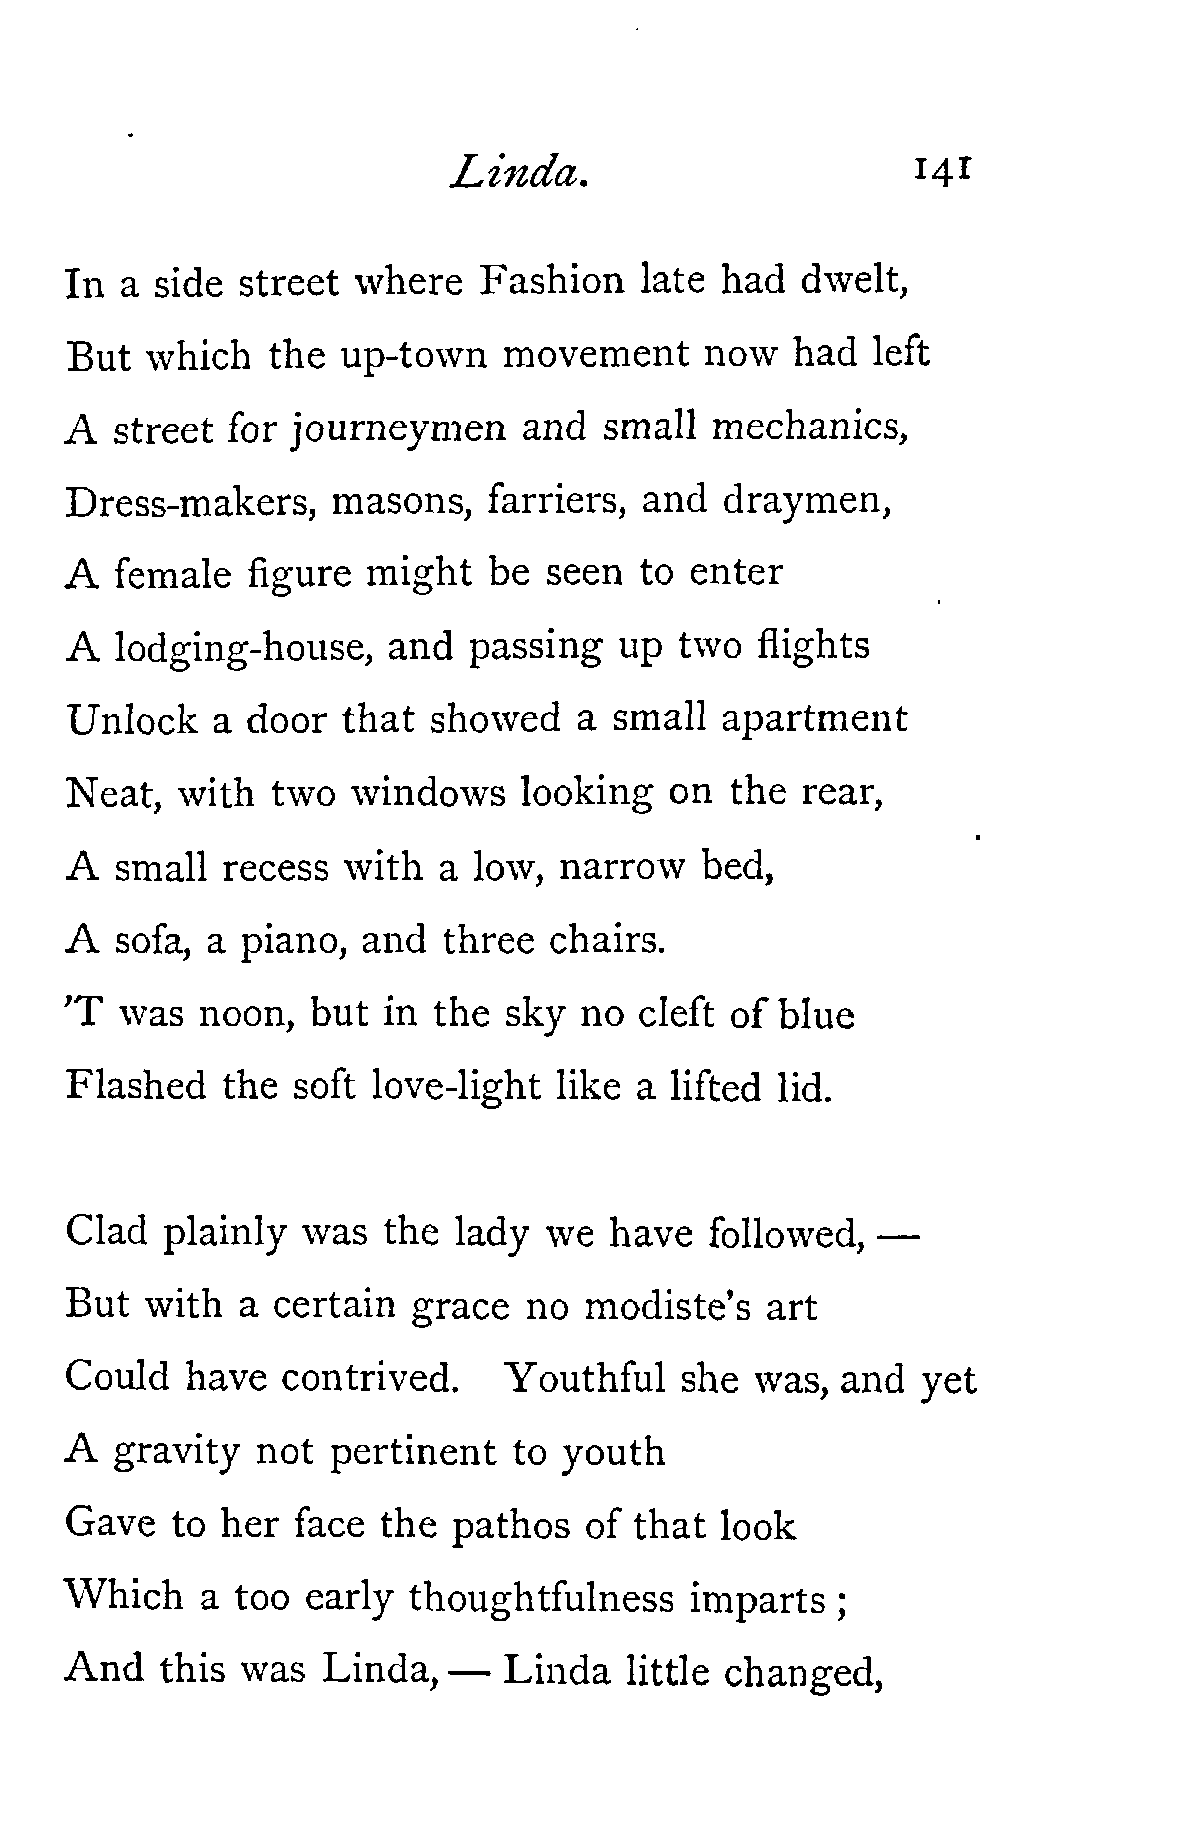 Linda. 141
In a side street where Fashion late had dwelt,
But which the up-town movement now had left
A street for journeymen and small mechanics,
Dress-makers, masons, farriers, and draymen,
A female figure might be seen to enter
A lodging-house, and passing up two flights
Unlock a door that showed a small apartment
Neat, with two windows looking on the rear,
A small recess with a low, narrow bed,
A sofa, a piano, and three chairs.
'T was noon, but in the sky no cleft of blue
Flashed the soft love-light like a lifted lid.
Clad plainly was the lady we have followed, —
But with a certain grace no modiste's art
Could have contrived. Youthful she was, and yet
A gravity not pertinent to youth
Gave to her face the pathos of that look
Which a too early thoughtfulness imparts ;
And this was Linda, — Linda little changed,